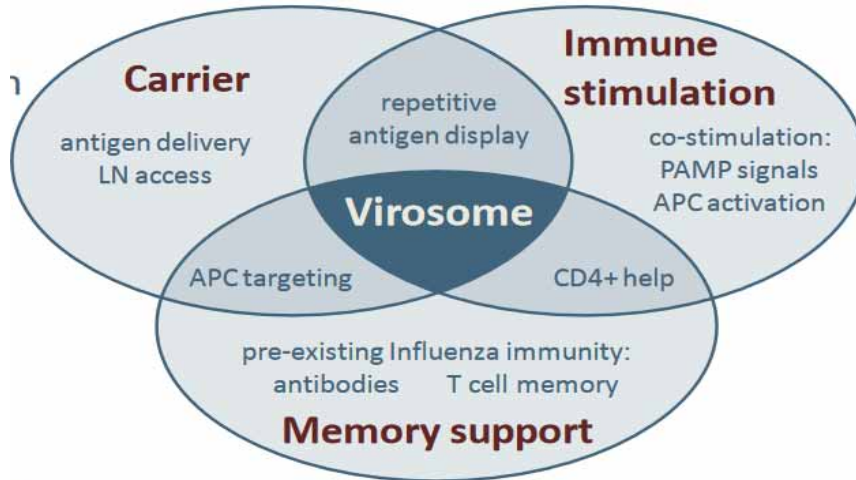 Carrier
antigen delivery
LN access
repetitive
antigen display
Immune
stimulation
co-stimulation:
PAMP signals
APC activation
Virosome
APC targeting
CD4+ help
pre-existing Influenza immunity:
antibodies T cell memory
Memory support